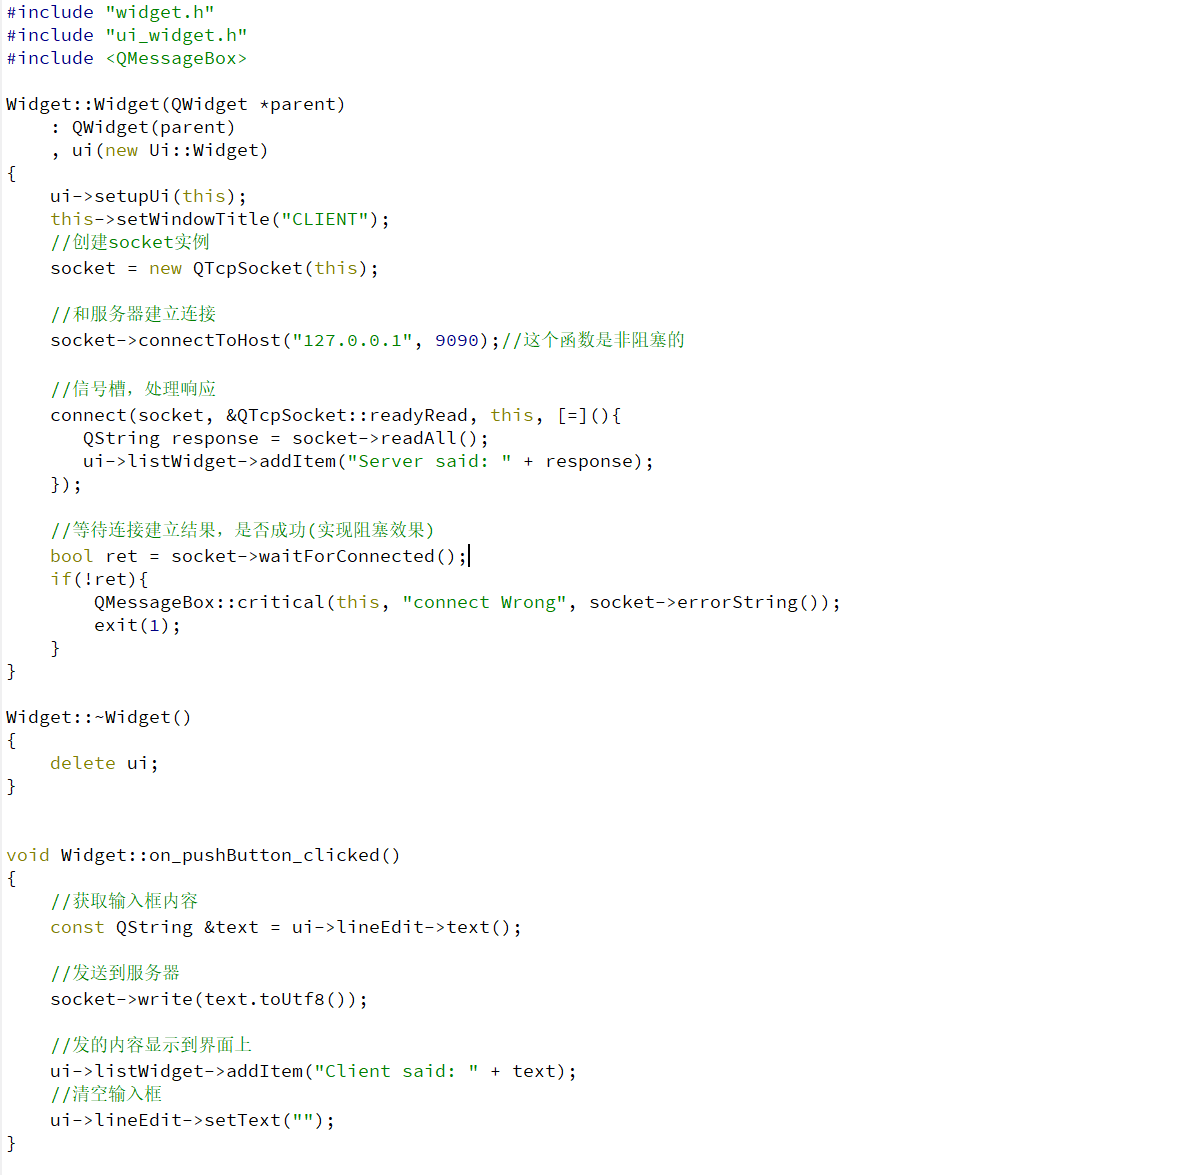 #include "widget.h"
#include "ui_widget.h"
#include <QMessageBox>

Widget::Widget(QWidget *parent)
    : QWidget(parent)
    , ui(new Ui::Widget)
{
    ui->setupUi(this);
    this->setWindowTitle("CLIENT");
    //创建socket实例
    socket = new QTcpSocket(this);

    //和服务器建立连接
    socket->connectToHost("127.0.0.1", 9090);//这个函数是非阻塞的

    //信号槽，处理响应
    connect(socket, &QTcpSocket::readyRead, this, [=](){
       QString response = socket->readAll();
       ui->listWidget->addItem("Server said: " + response);
    });

    //等待连接建立结果，是否成功(实现阻塞效果)
    bool ret = socket->waitForConnected();
    if(!ret){
        QMessageBox::critical(this, "connect Wrong", socket->errorString());
        exit(1);
    }
}

Widget::~Widget()
{
    delete ui;
}


void Widget::on_pushButton_clicked()
{
    //获取输入框内容
    const QString &text = ui->lineEdit->text();

    //发送到服务器
    socket->write(text.toUtf8());

    //发的内容显示到界面上
    ui->listWidget->addItem("Client said: " + text);
    //清空输入框
    ui->lineEdit->setText("");
}